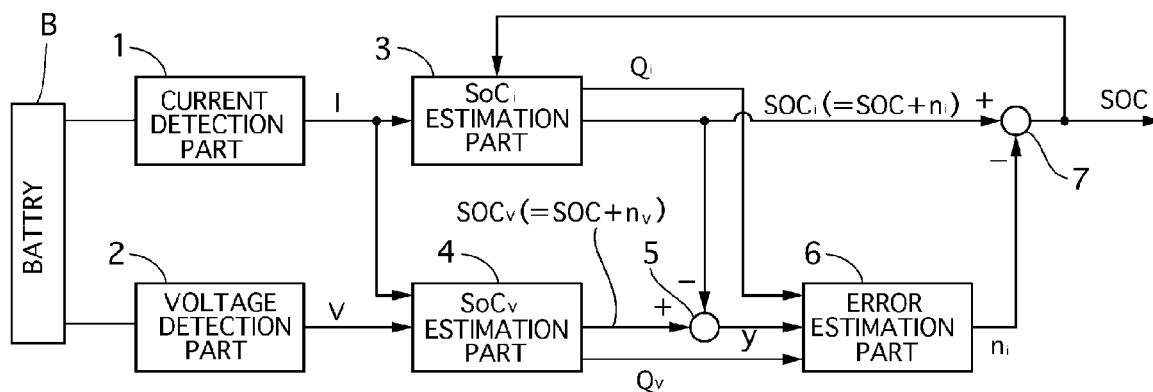 B
BATTRY
1
CURRENT
DETECTION
PART
I
2
VOLTAGE
DETECTION
PART
V
3
SoCi
ESTIMATION
PART
Qi
SOCi(=SOC+ni)
+
−
7
SOC
SOCv(=SOC+nv)
4
SoCv
ESTIMATION
PART
Qv
+
−
5
y
6
ERROR
ESTIMATION
PART
ni